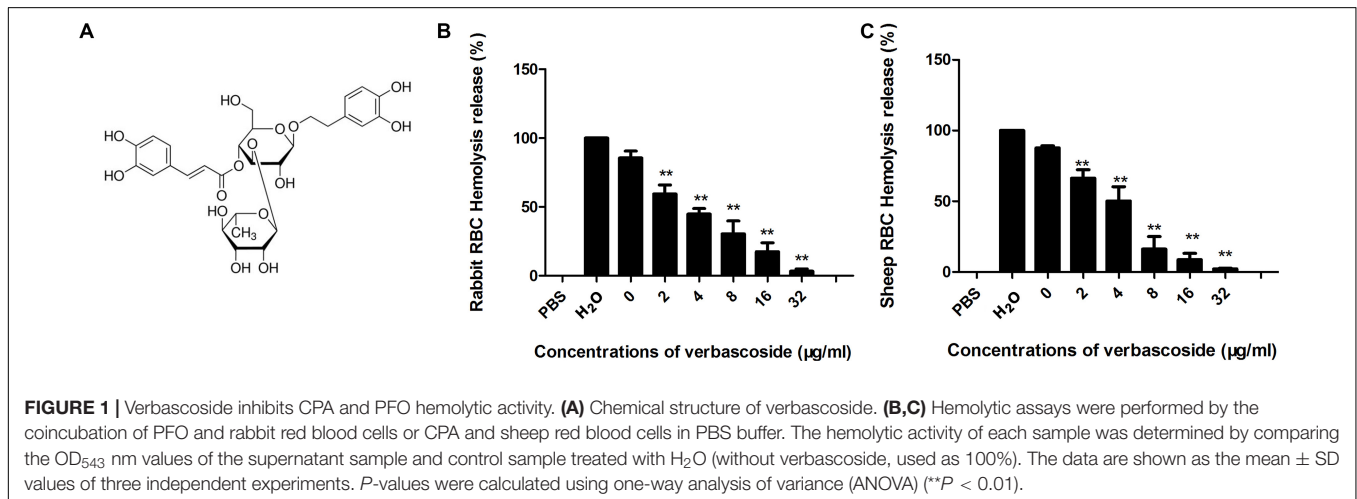 A
HO
O
O
O
OH
OH
HO
HO
O
O
OH
O
HO
O
CH3
HO
OH
OH
B
Rabbit RBC Hemolysis release (%)
150
100
50
0
** ** ** ** **
PBS H2O 0 2 4 8 16 32
Concentrations of verbascoside (µg/ml)
C
Sheep RBC Hemolysis release (%)
150
100
50
0
** ** ** ** **
PBS H2O 0 2 4 8 16 32
Concentrations of verbascoside (µg/ml)
FIGURE 1 | Verbascoside inhibits CPA and PFO hemolytic activity. (A) Chemical structure of verbascoside. (B,C) Hemolytic assays were performed by the
coincubation of PFO and rabbit red blood cells or CPA and sheep red blood cells in PBS buffer. The hemolytic activity of each sample was determined by comparing
the OD543 nm values of the supernatant sample and control sample treated with H2O (without verbascoside, used as 100%). The data are shown as the mean ± SD
values of three independent experiments. P-values were calculated using one-way analysis of variance (ANOVA) (**P < 0.01).